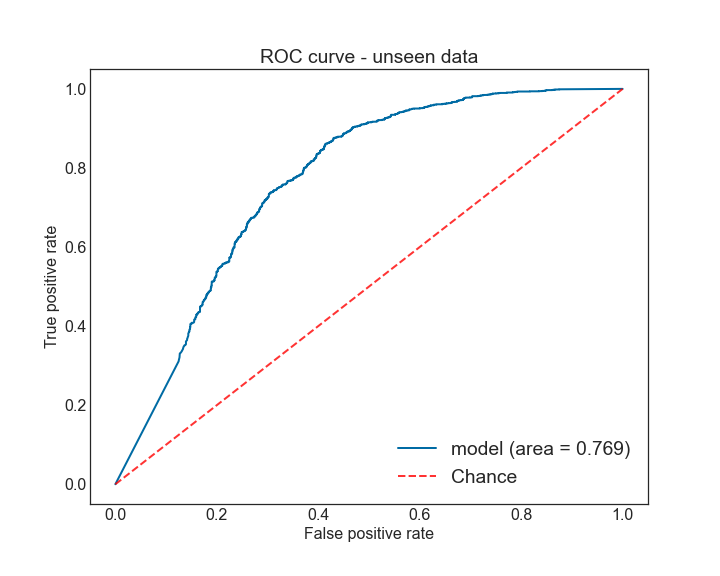 ROC curve - unseen data
True positive rate
1.0
0.8
0.6
0.4
0.2
0.0
model (area = 0.769)
Chance
0.0 0.2 0.4 0.6 0.8 1.0
False positive rate